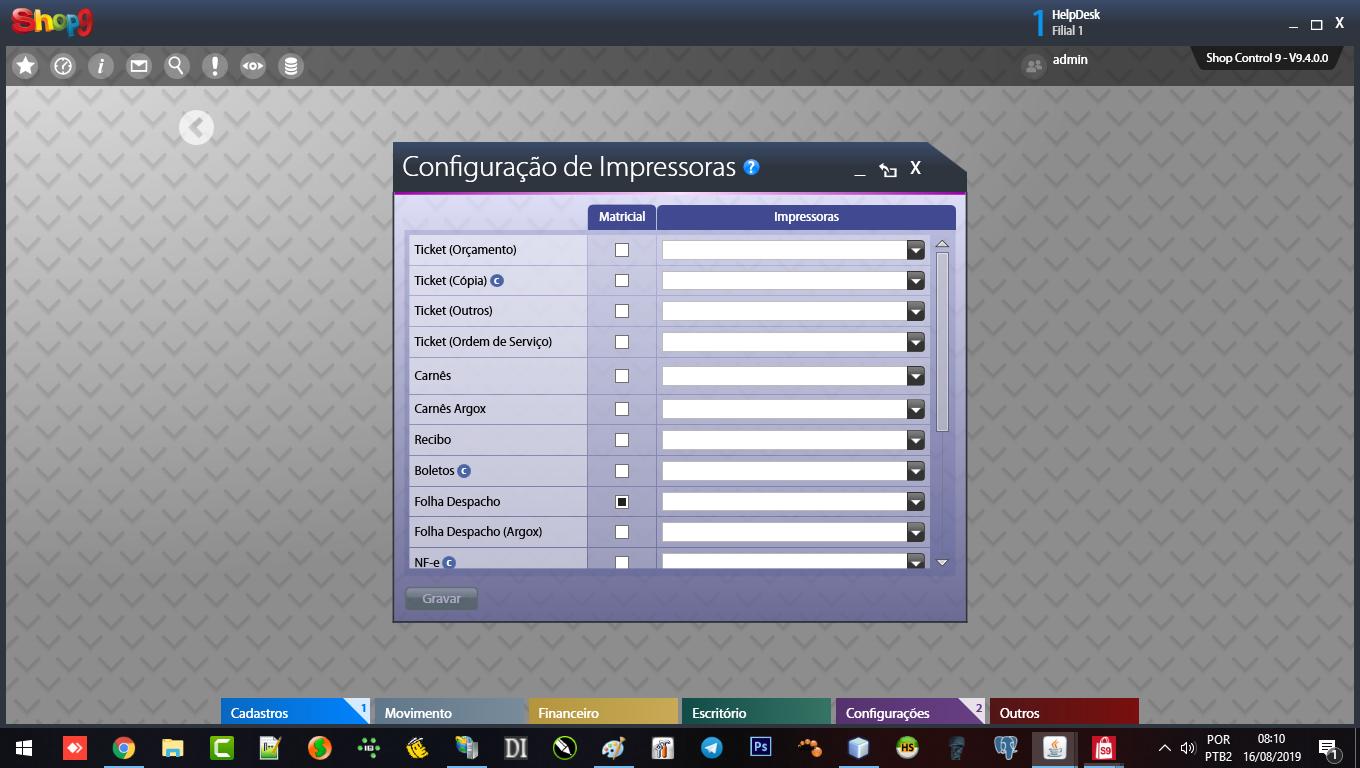 Shop9
1 HelpDesk
Filial 1
admin
Shop Control 9 - V9.4.0.0
Configuração de Impressoras ?
Matricial Impressoras
Ticket (Orçamento)
Ticket (Cópia) C
Ticket (Outros)
Ticket (Ordem de Serviço)
Carnês
Carnês Argox
Recibo
Boletos C
Folha Despacho
Folha Despacho (Argox)
NF-e C
Gravar
Cadastros 1
Movimento
Financeiro
Escritório
Configurações 2
Outros
DI
Ps
HS
S9
POR
PTB2
08:10
16/08/2019
1